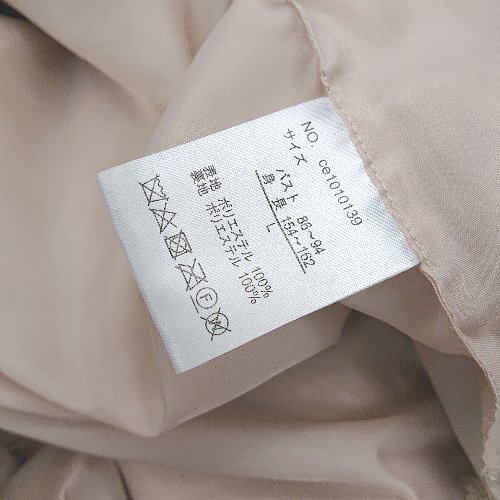 NO. ce1010139
サイズ
バスト 86～94
身 長 154～162
L
表地 ポリエステル 100%
裏地 ポリエステル 100%
F
W